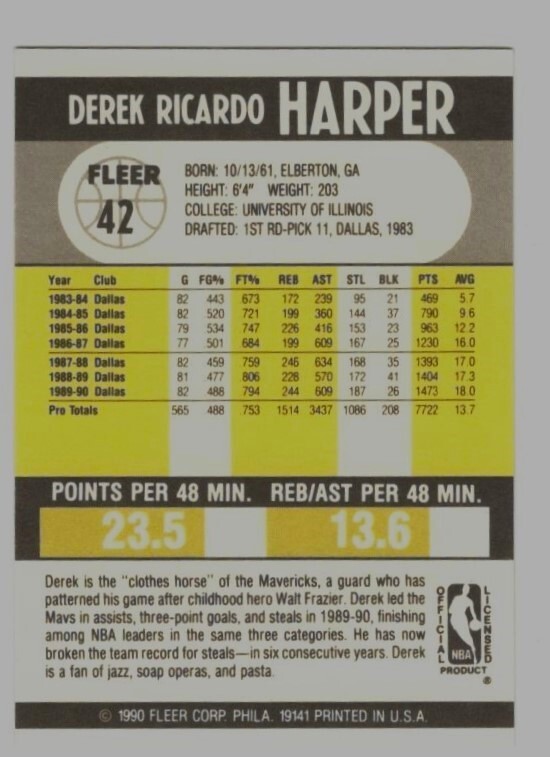 DEREK RICARDO HARPER
FLEER
42
BORN: 10/13/61, ELBERTON, GA
HEIGHT: 6'4" WEIGHT: 203
COLLEGE: UNIVERSITY OF ILLINOIS
DRAFTED: 1ST RD-PICK 11, DALLAS, 1983
Year Club G FG% FT% REB AST STL BLK PTS AVG
1983-84 Dallas 82 443 673 172 239 95 21 469 5.7
1984-85 Dallas 82 520 721 199 360 144 37 790 9.6
1985-86 Dallas 79 534 747 226 416 153 23 963 12.2
1986-87 Dallas 77 501 684 199 609 167 25 1230 16.0
1987-88 Dallas 82 459 759 246 634 168 35 1393 17.0
1988-89 Dallas 81 477 806 228 570 172 41 1404 17.3
1989-90 Dallas 82 488 794 244 609 187 26 1473 18.0
Pro Totals 565 488 753 1514 3437 1086 208 7722 13.7
POINTS PER 48 MIN. REB/AST PER 48 MIN.
23.5 13.6
Derek is the "clothes horse" of the Mavericks, a guard who has
patterned his game after childhood hero Walt Frazier. Derek led the
Mavs in assists, three-point goals, and steals in 1989-90, finishing
among NBA leaders in the same three categories. He has now
broken the team record for steals—in six consecutive years. Derek
is a fan of jazz, soap operas, and pasta.
OFFICIAL
NBA
LICENSED
PRODUCT
®
© 1990 FLEER CORP. PHILA. 19141 PRINTED IN U.S.A.